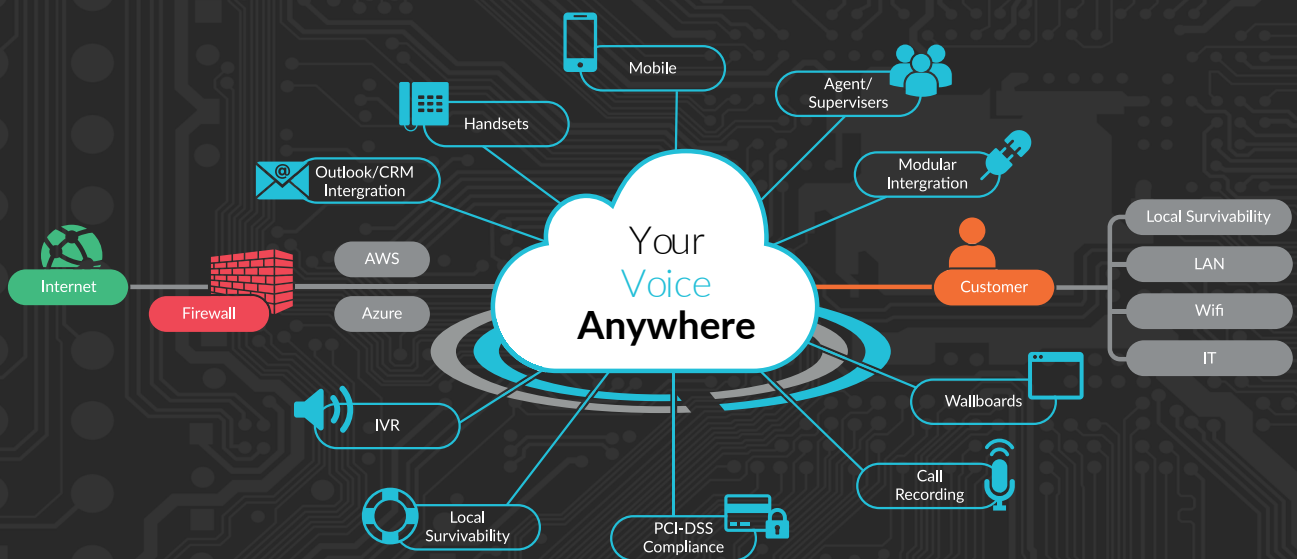 Mobile
Agent/
Supervisers
Handsets
Outlook/CRM
Intergration
Modular
Intergration
Your
Voice
Anywhere
Internet
Firewall
AWS
Azure
Customer
Local Survivability
LAN
Wifi
IT
IVR
Wallboards
Local
Survivability
PCI-DSS
Compliance
Call
Recording
@